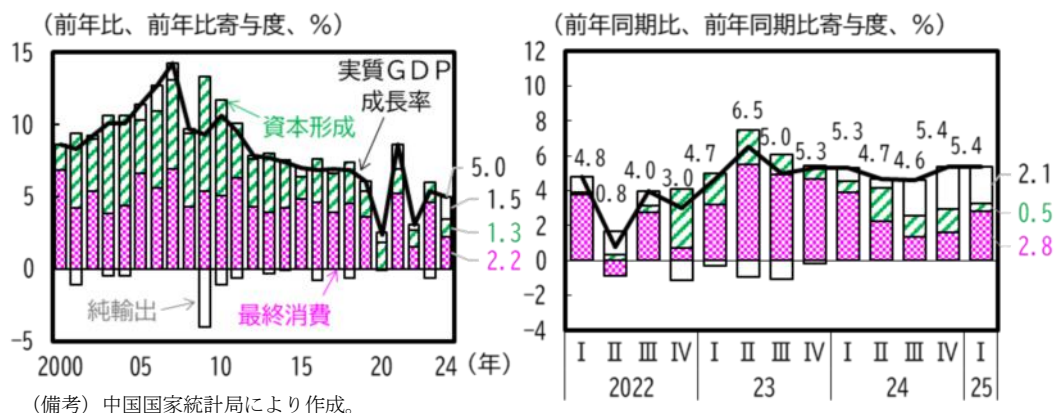 （前年比、前年比寄与度、%）
15
10
5
0
−5
実質ＧＤＰ
成長率
資本形成
純輸出
最終消費
5.0
1.5
1.3
2.2
2000 05 10 15 20 24（年）
（備考）中国国家統計局により作成。
（前年同期比、前年同期比寄与度、%）
12
10
8
6
4
2
0
−2
−4
4.8 0.8 4.0 3.0 4.7 6.5 5.0 5.3 5.3 4.7 4.6 5.4 5.4
2.1
0.5
2.8
Ⅰ Ⅱ Ⅲ Ⅳ Ⅰ Ⅱ Ⅲ Ⅳ Ⅰ Ⅱ Ⅲ Ⅳ Ⅰ
2022 23 24 25